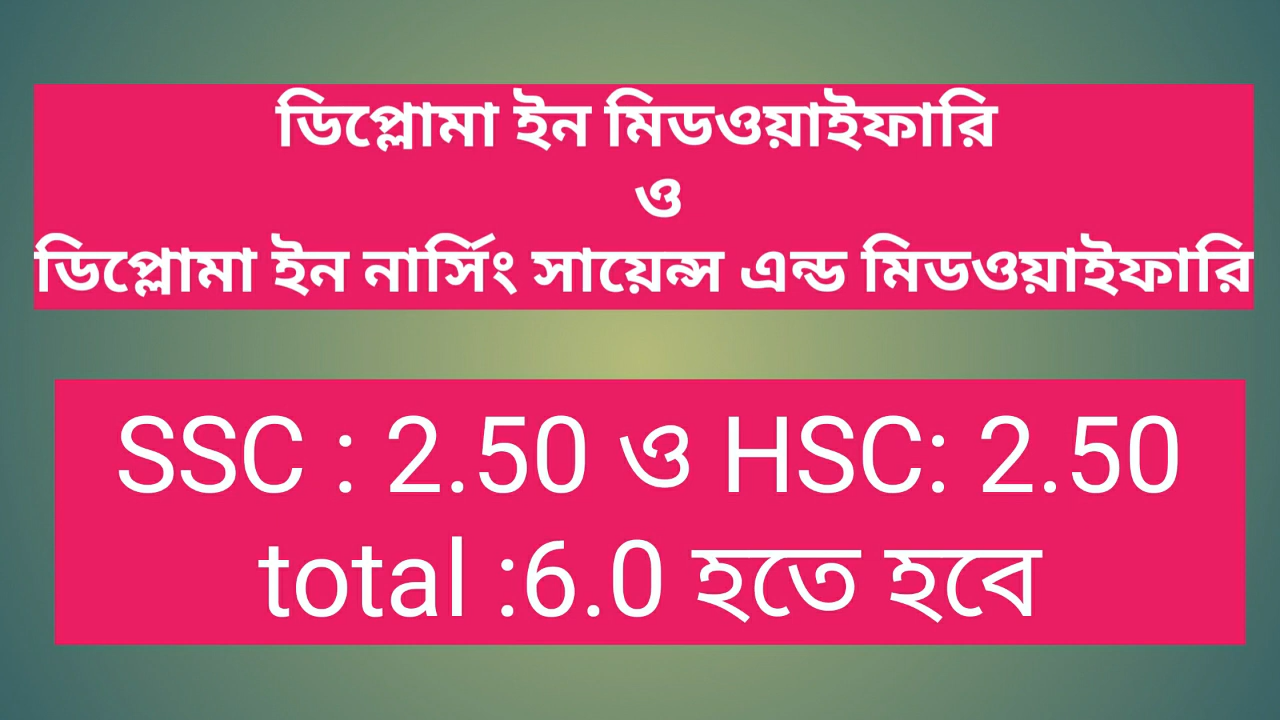 ডিপ্লোমা ইন মিডওয়াইফারি
ও
ডিপ্লোমা ইন নার্সিং সায়েন্স এন্ড মিডওয়াইফারি
SSC : 2.50 ও HSC: 2.50
total :6.0 হতে হবে